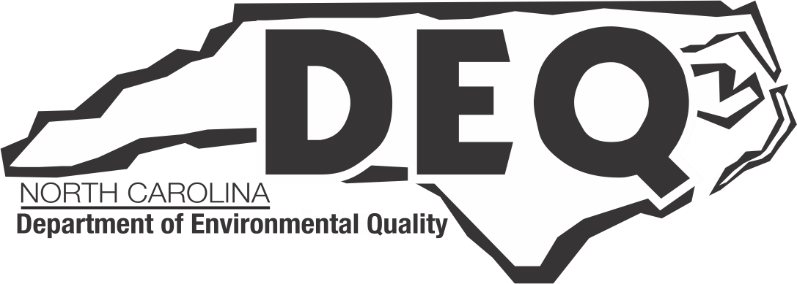 DEQ
NORTH CAROLINA
Department of Environmental Quality